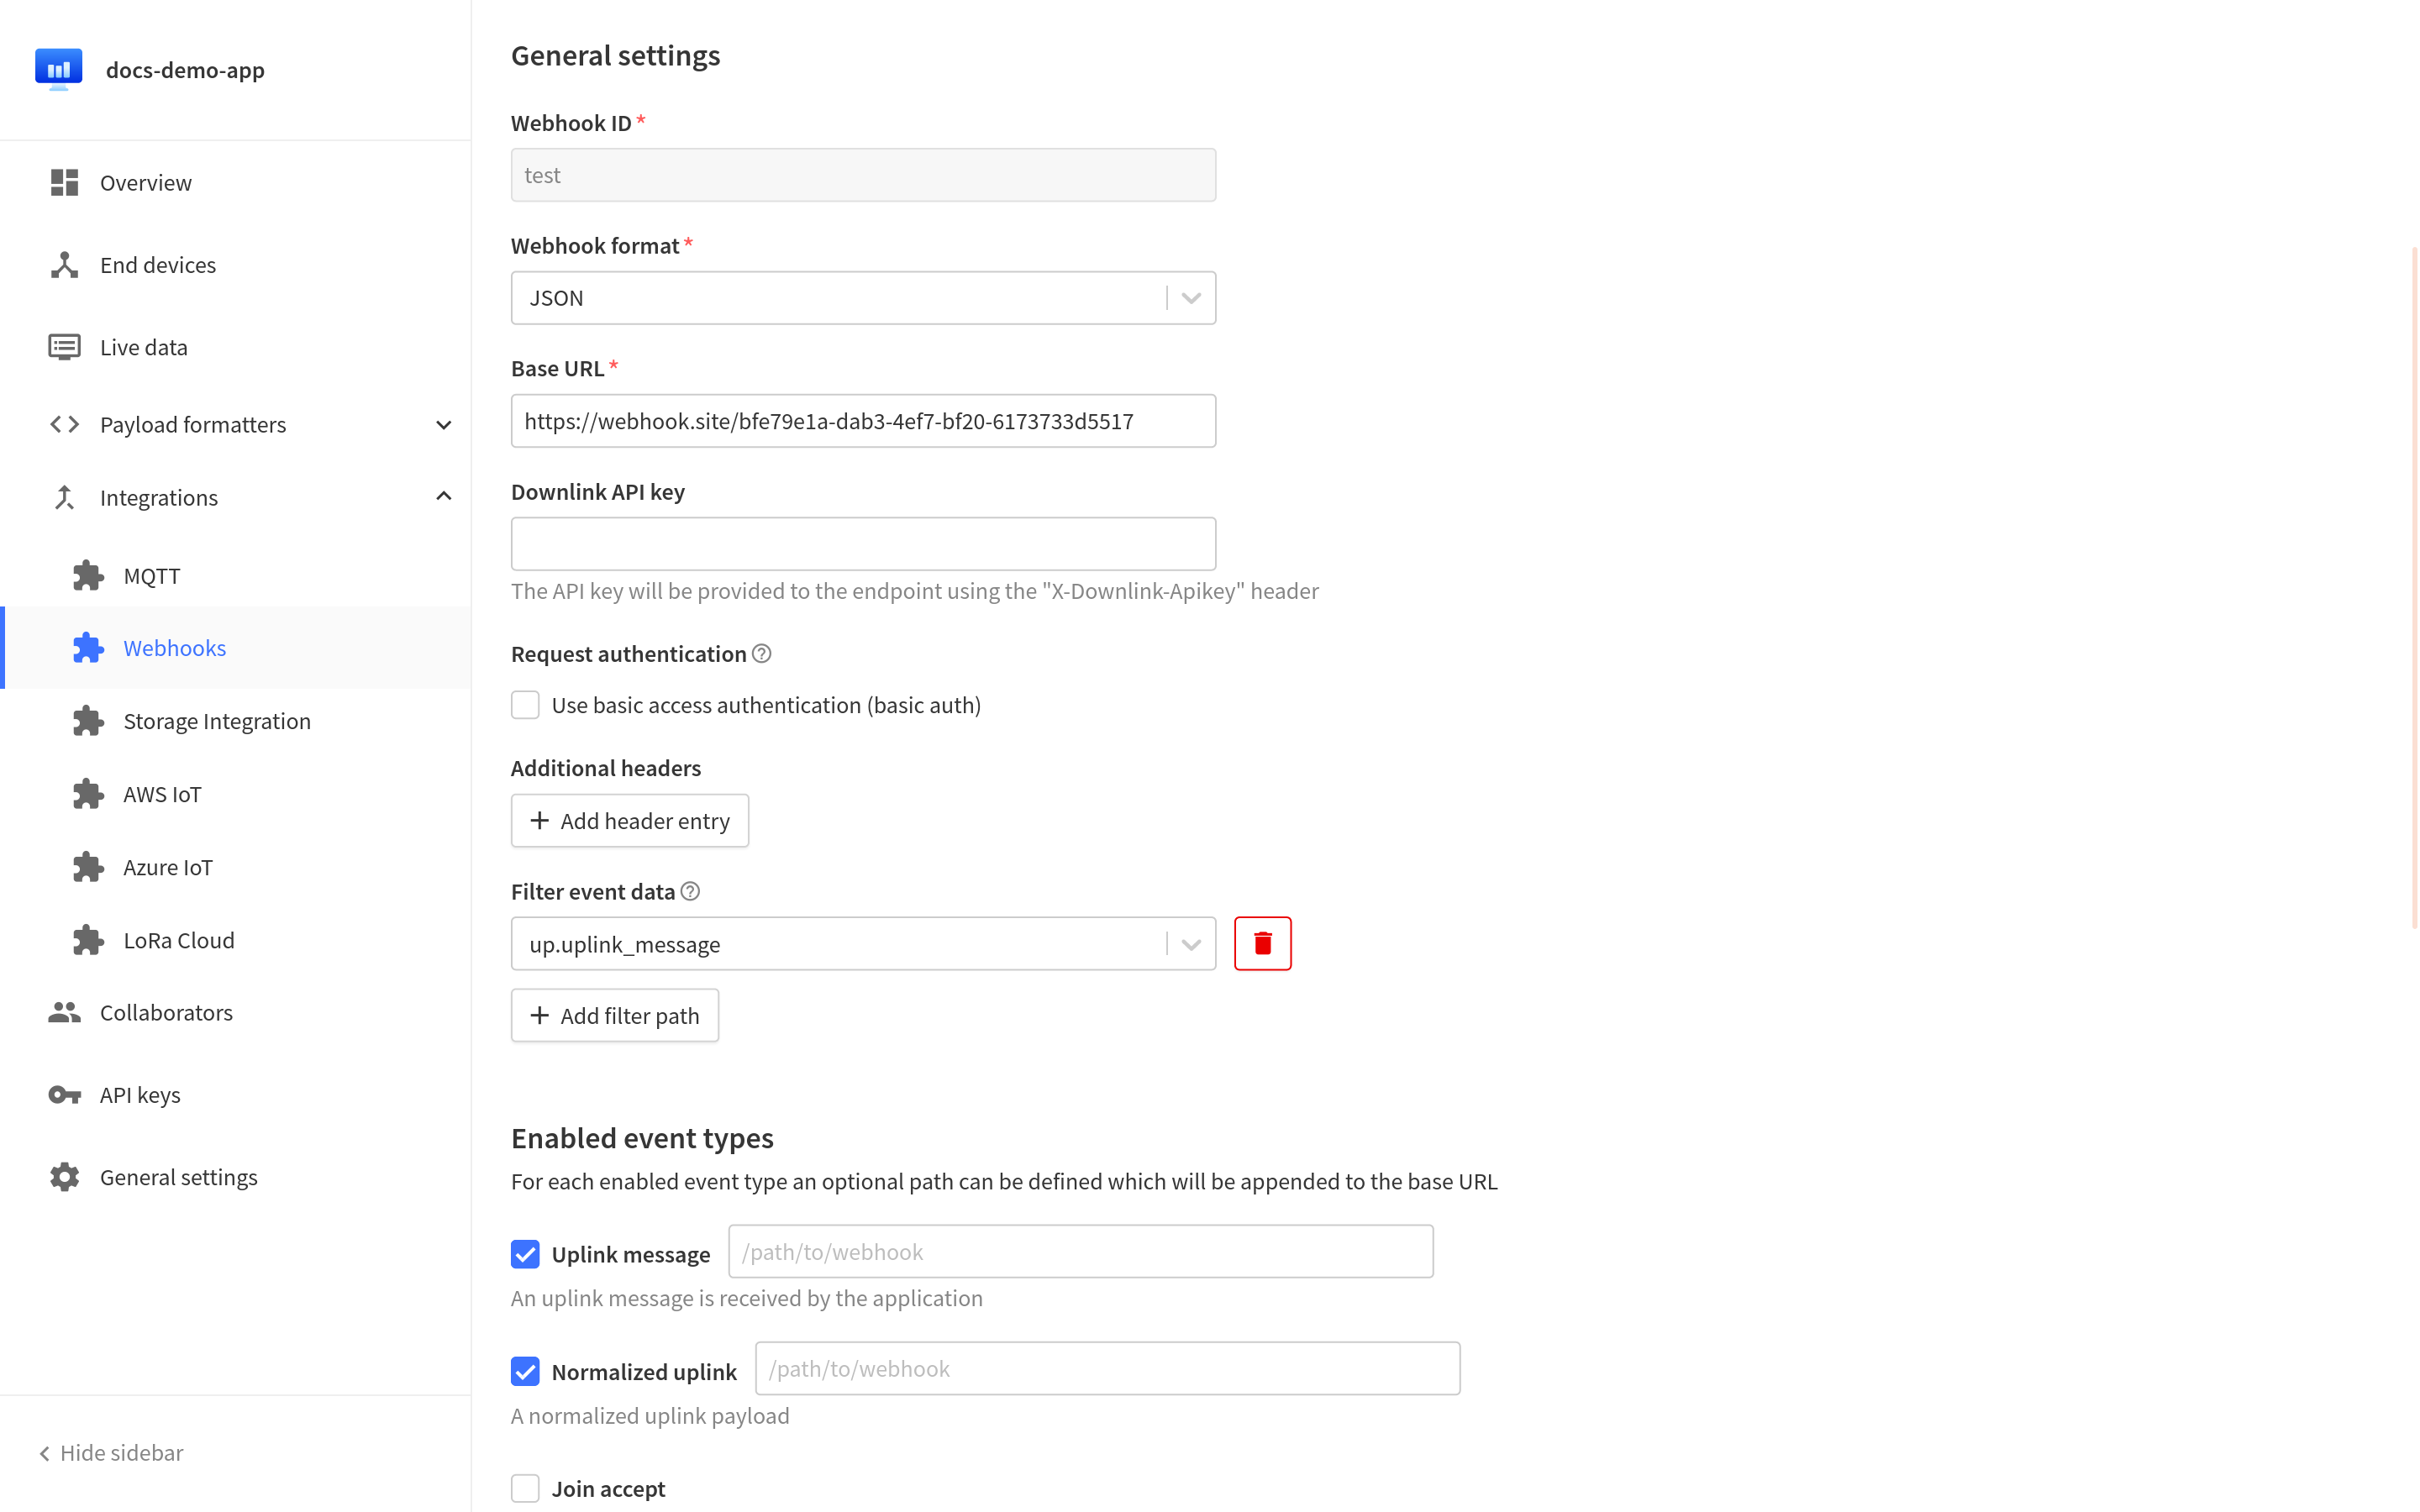 docs-demo-app
Overview
End devices
Live data
Payload formatters
Integrations
MQTT
Webhooks
Storage Integration
AWS IoT
Azure IoT
LoRa Cloud
Collaborators
API keys
General settings
Hide sidebar
General settings
Webhook ID *
test
Webhook format *
JSON
Base URL *
https://webhook.site/bfe79e1a-dab3-4ef7-bf20-6173733d5517
Downlink API key
The API key will be provided to the endpoint using the "X-Downlink-Apikey" header
Request authentication
Use basic access authentication (basic auth)
Additional headers
+ Add header entry
Filter event data
up.uplink_message
+ Add filter path
Enabled event types
For each enabled event type an optional path can be defined which will be appended to the base URL
Uplink message /path/to/webhook
An uplink message is received by the application
Normalized uplink /path/to/webhook
A normalized uplink payload
Join accept